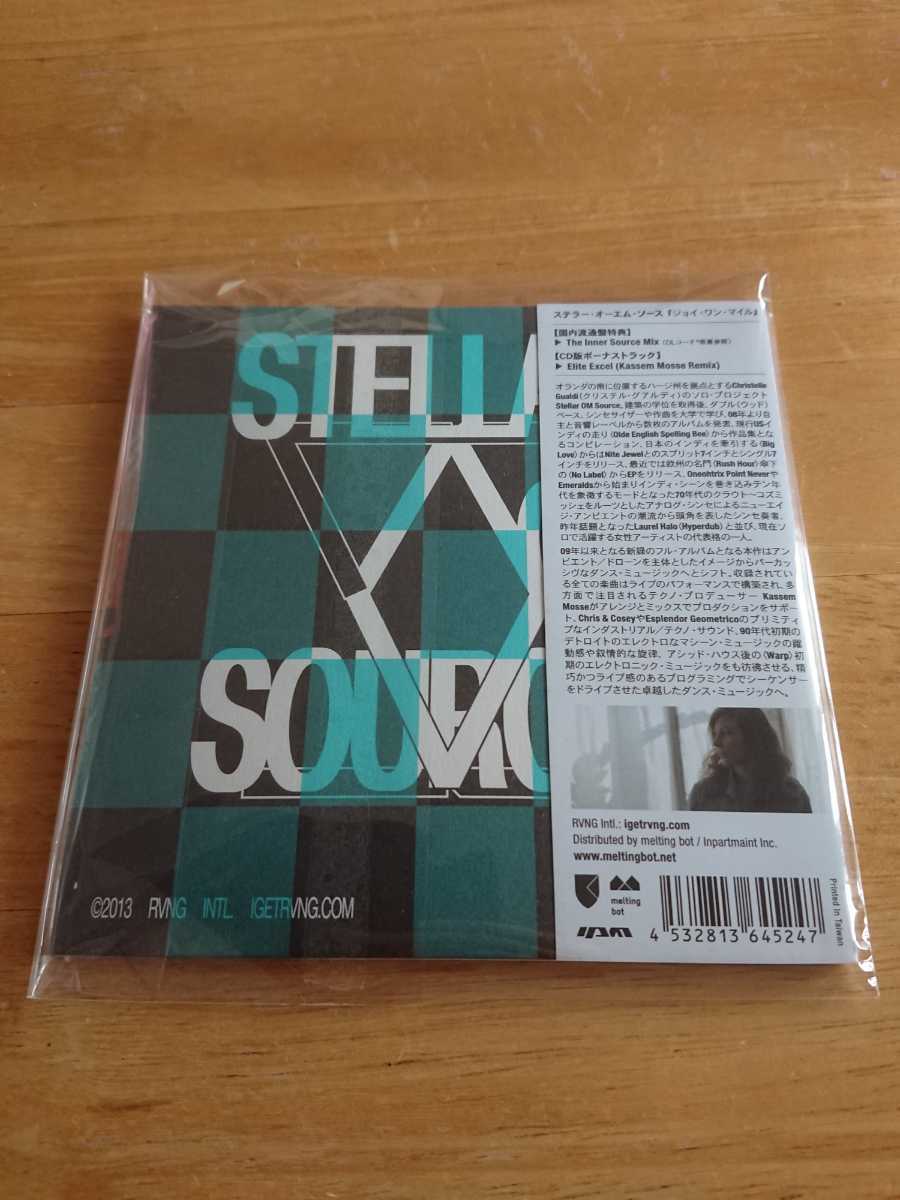 STELLA
SOURC
©2013 RVNG INTL. IGETRVNG.COM
ステラー・オーエム・ソース『ジョイ・ワン・マイル』
【国内流通盤特典】
▶ The Inner Source Mix (DLコード*裏面参照)
【CD版ボーナストラック】
▶ Elite Excel (Kassem Mosse Remix)
オランダの南に位置するハーグ州を拠点とするChristelle
Gualdi(クリステル・グアルディ)のソロ・プロジェクト
Stellar OM Source。建築の学位を取得後、ダブル(ウッド)
ベース、シンセサイザーや作曲を大学で学び、08年より自
主と音響レーベルから数枚のアルバムを発表。現行USイ
ンディの走り〈Olde English Spelling Bee〉から作品集とな
るコンピレーション、日本のインディを牽引する〈Big
Love〉からはNite Jewelとのスプリット7インチとシングル7
インチをリリース、最近では欧州の名門〈Rush Hour〉傘下
の〈No Label〉からEPをリリース。Oneohtrix Point Neverや
Emeraldsから始まりインディ・シーンを巻き込みテン年
代を象徴するモードとなった70年代のクラウト〜コズミ
ッシェをルーツとしたアナログ・シンセによるニューエイ
ジ・アンビエントの潮流から頭角を表したシンセ奏者。
昨年話題となったLaurel Halo(Hyperdub)と並び、現在ソ
ロで活躍する女性アーティストの代表格の一人。
09年以来となる新録のフル・アルバムとなる本作はアン
ビエント/ドローンを主体としたイメージからパーカッ
シヴなダンス・ミュージックへとシフト。収録されてい
る全ての楽曲はライブのパフォーマンスで構築され、多
方面で注目されるテクノ・プロデューサー Kassem
Mosseがアレンジとミックスでプロダクションをサポー
ト、Chris & CoseyやEsplendor Geometricoのプリミティ
ブなインダストリアル/テクノ・サウンド、90年代初期の
デトロイトのエレクトロなマシーン・ミュージックの躍
動感や叙情的な旋律、アシッド・ハウス後の〈Warp〉初
期のエレクトロニック・ミュージックをも彷彿させる、精
巧かつライブ感のあるプログラミングでシーケンサー
をドライブさせた卓越したダンス・ミュージックへ。
RVNG Intl.: igetrvng.com
Distributed by melting bot / Inpartmaint Inc.
www.meltingbot.net
melting
bot
IPM
4 532813 645247
Printed In Taiwan